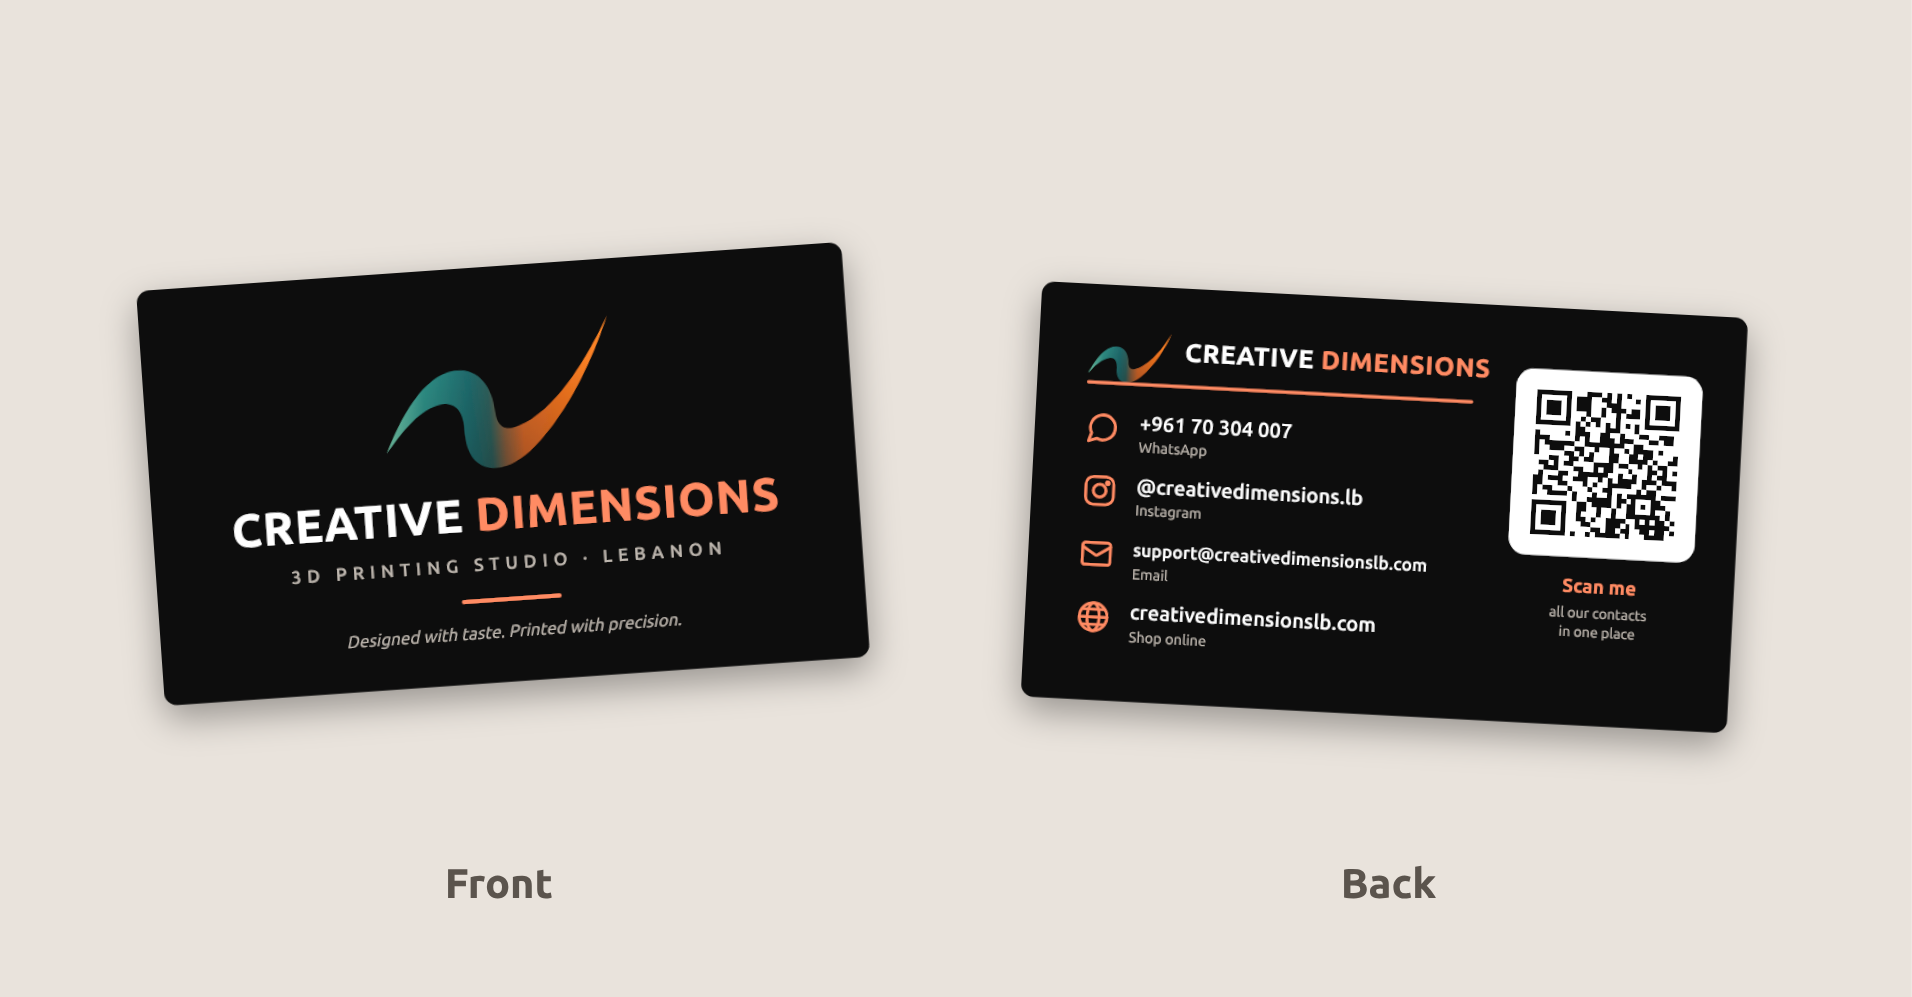 CREATIVE DIMENSIONS
3D PRINTING STUDIO · LEBANON
Designed with taste. Printed with precision.
Front
CREATIVE DIMENSIONS
+961 70 304 007
WhatsApp
@creativedimensions.lb
Instagram
support@creativedimensionslb.com
Email
creativedimensionslb.com
Shop online
Scan me
all our contacts
in one place
Back